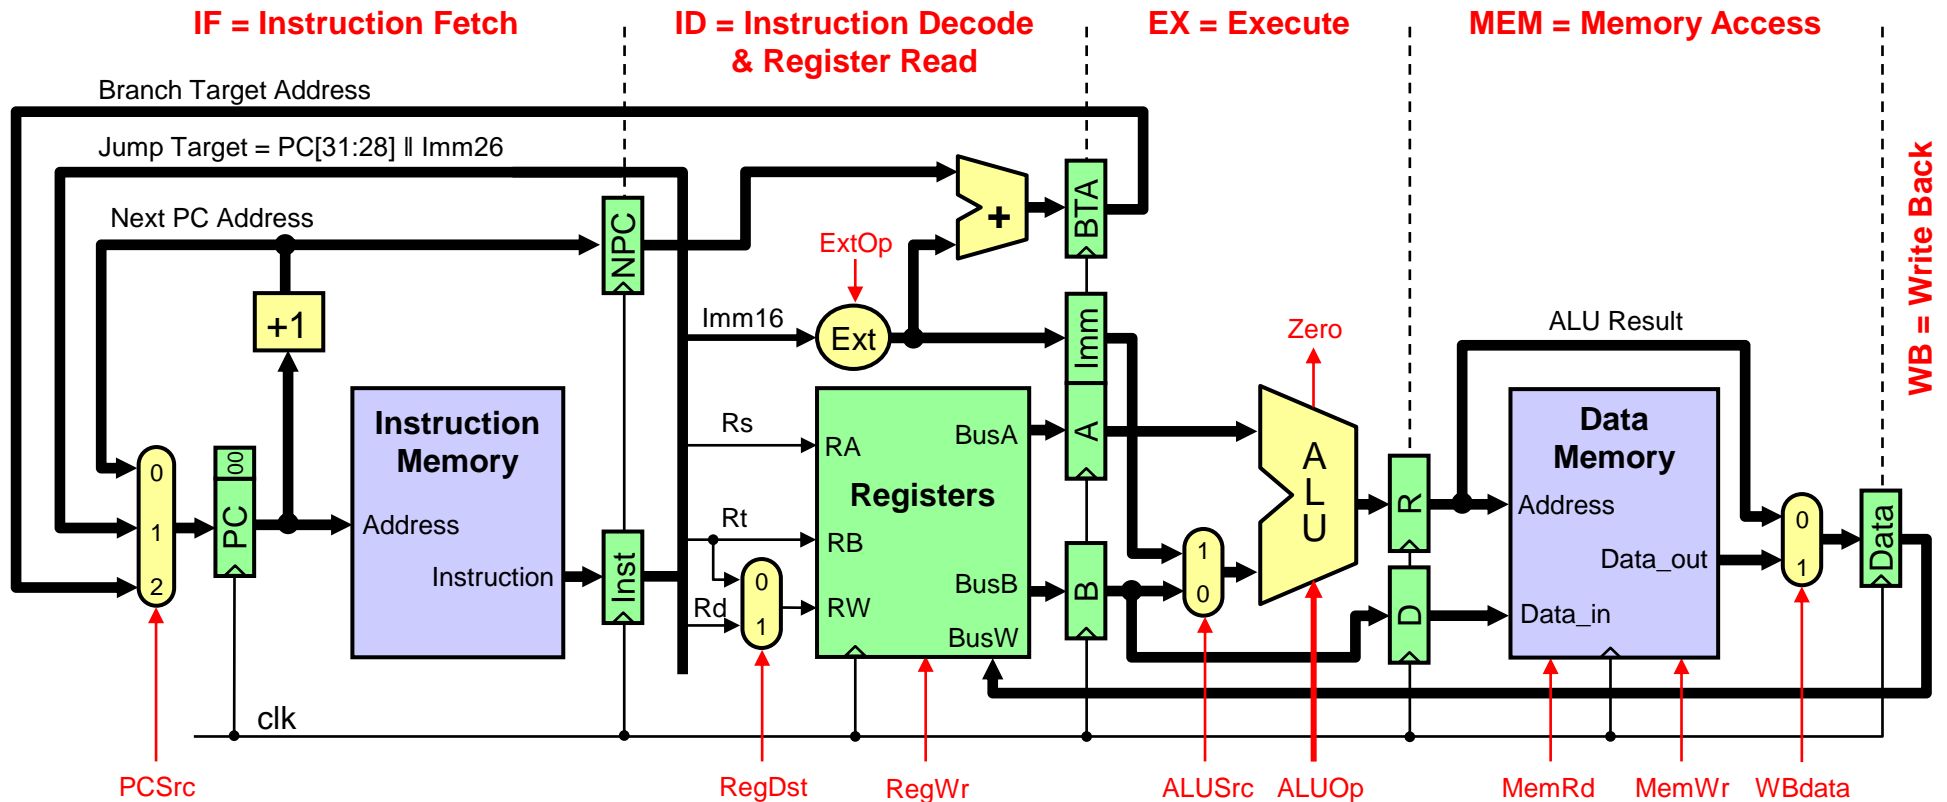 IF = Instruction Fetch
ID = Instruction Decode
& Register Read
EX = Execute
MEM = Memory Access
WB = Write Back
Branch Target Address
Jump Target = PC[31:28] ǁ Imm26
Next PC Address
+1
NPC
+
BTA
ExtOp
Imm16
Ext
Imm
Zero
ALU Result
Instruction
Memory
Address
Instruction
00
PC
0
1
2
Inst
Rs
Rt
Rd
0
1
RA
RB
RW
Registers
BusA
BusB
BusW
A
B
1
0
A
L
U
R
D
Data
Memory
Address
Data_out
Data_in
0
1
Data
clk
PCSrc
RegDst
RegWr
ALUSrc
ALUOp
MemRd
MemWr
WBdata